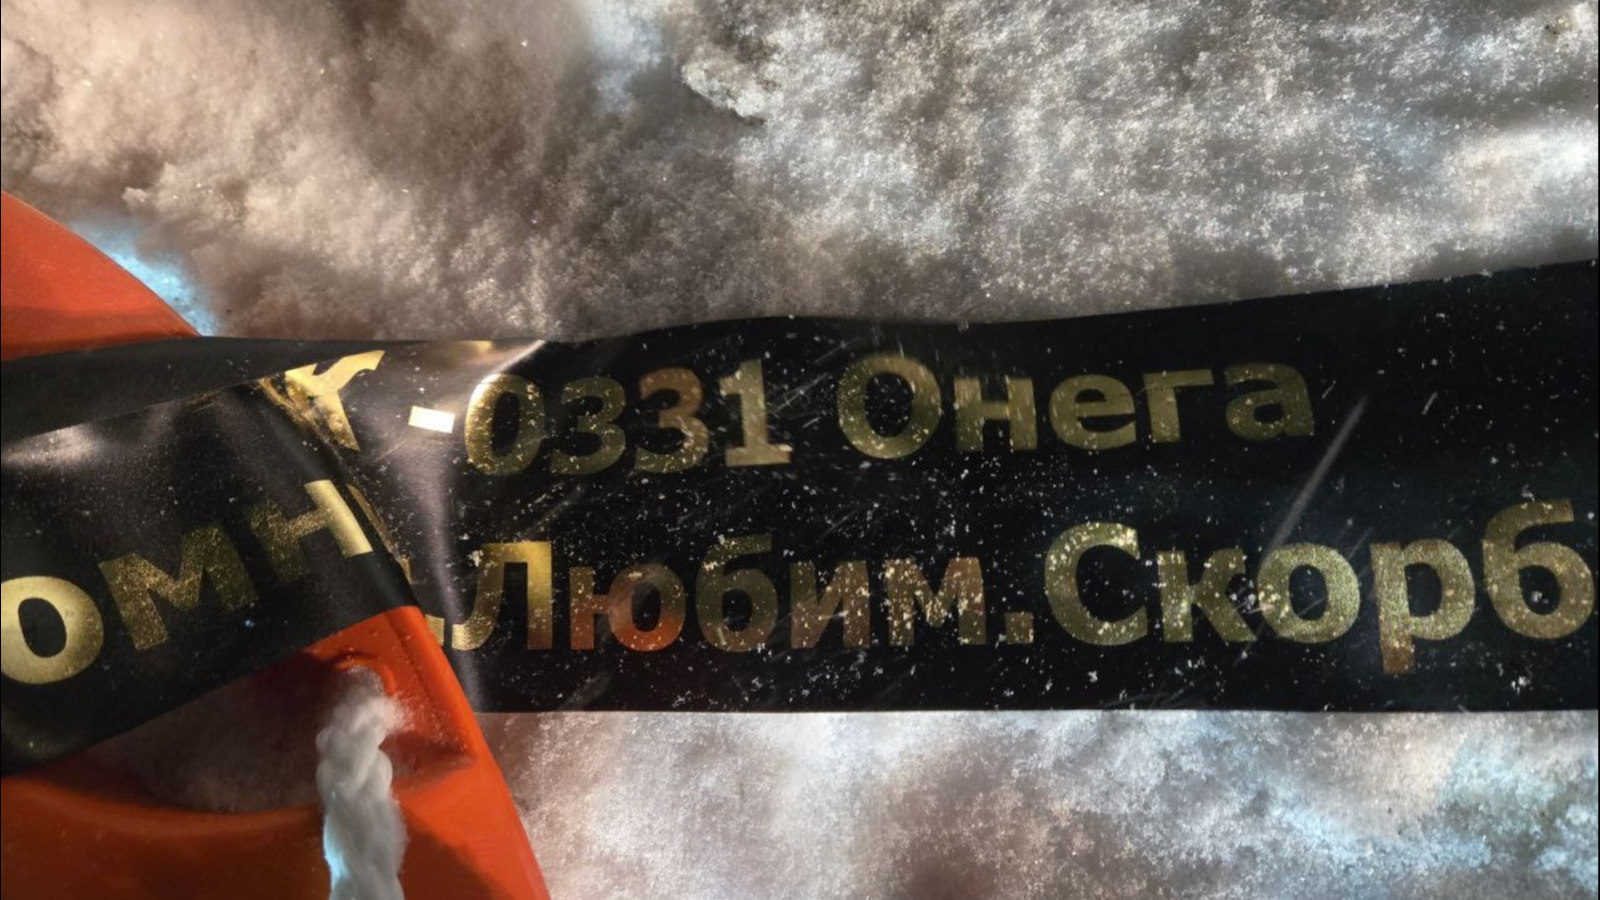 К-0331 Онега
омн
.Любим.Скорб